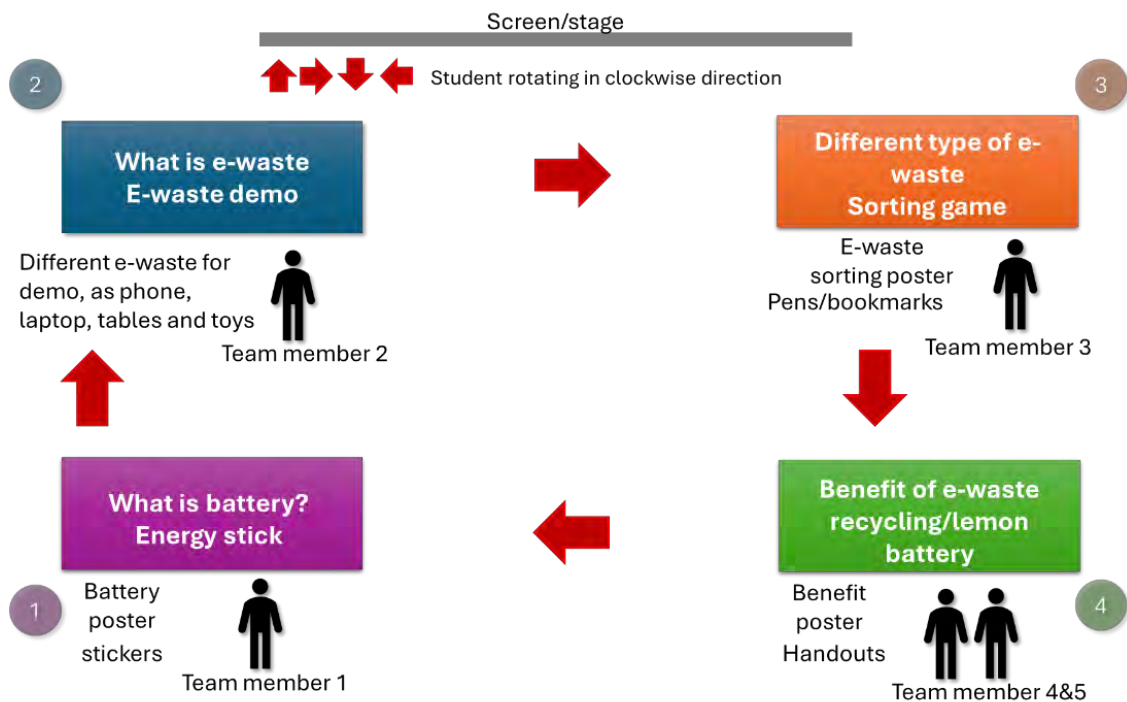 Screen/stage
Student rotating in clockwise direction
2
What is e-waste
E-waste demo
Different e-waste for
demo, as phone,
laptop, tables and toys
Team member 2
3
Different type of e-
waste
Sorting game
E-waste
sorting poster
Pens/bookmarks
Team member 3
What is battery?
Energy stick
1
Battery
poster
stickers
Team member 1
Benefit of e-waste
recycling/lemon
battery
Benefit
poster
Handouts
4
Team member 4&5